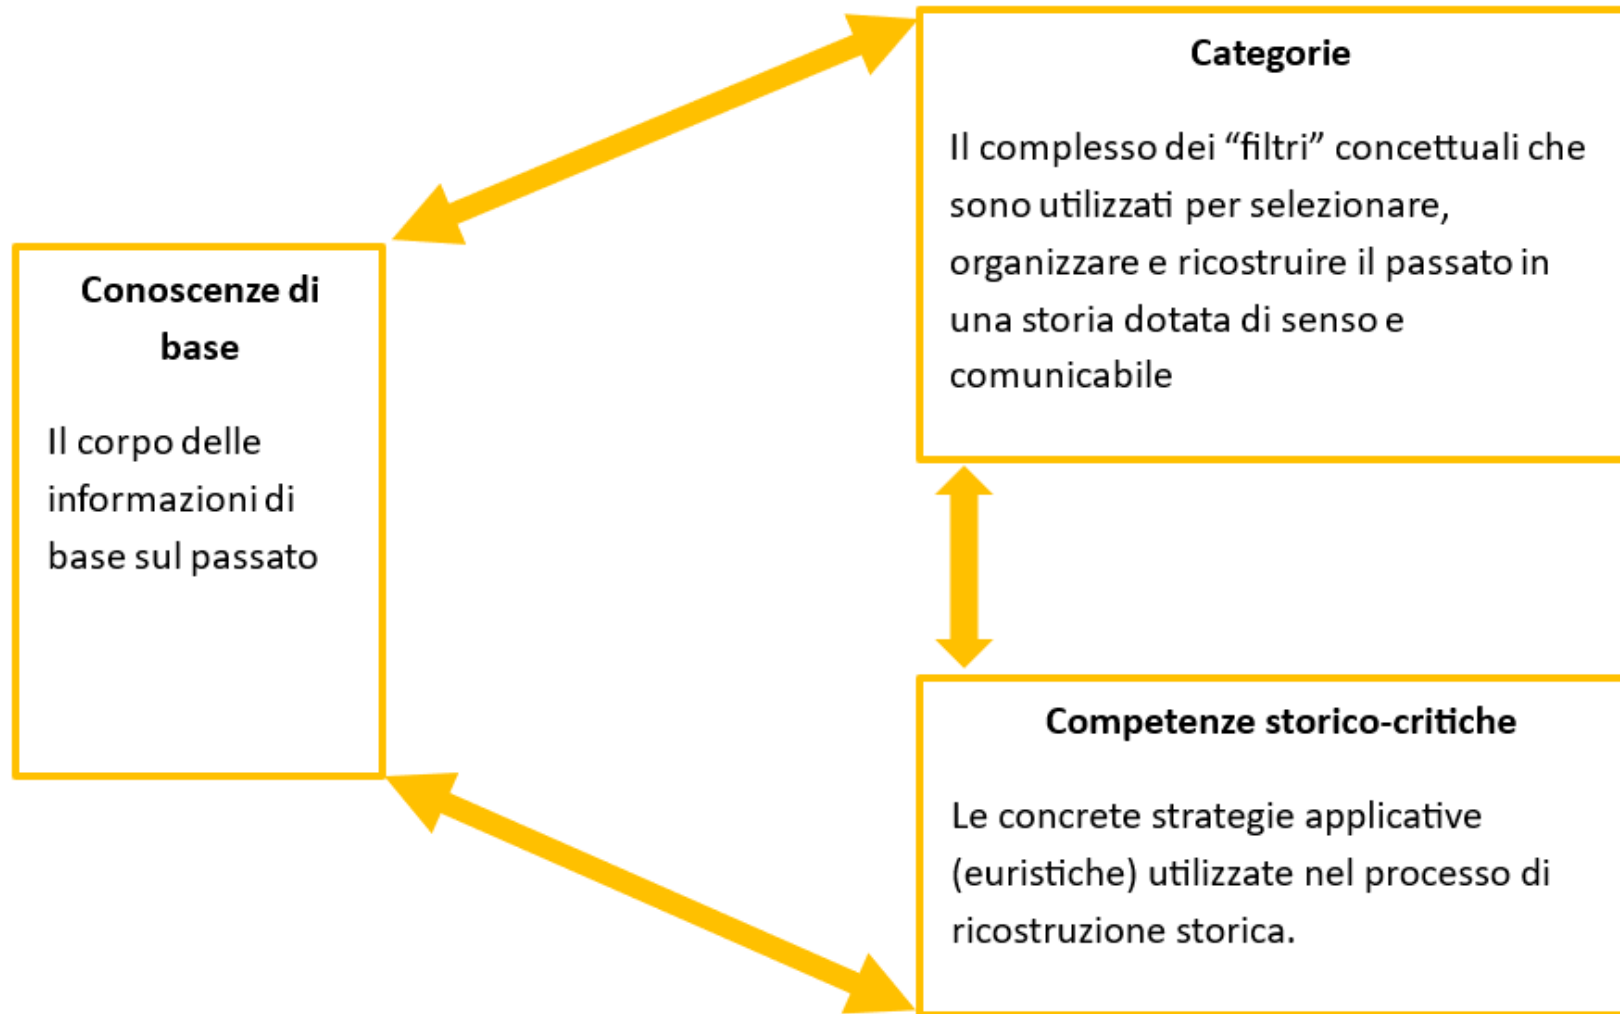 Categorie
Il complesso dei “filtri” concettuali che
sono utilizzati per selezionare,
organizzare e ricostruire il passato in
una storia dotata di senso e
comunicabile
Conoscenze di
base
Il corpo delle
informazioni di
base sul passato
Competenze storico-critiche
Le concrete strategie applicative
(euristiche) utilizzate nel processo di
ricostruzione storica.